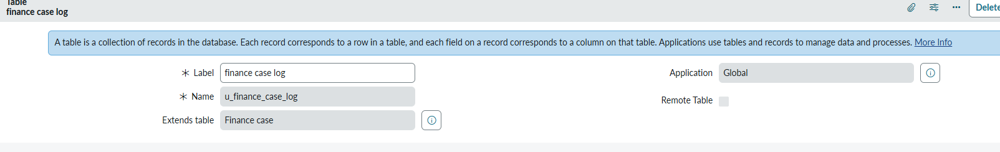 Table
finance case log
Delete
A table is a collection of records in the database. Each record corresponds to a row in a table, and each field on a record corresponds to a column on that table. Applications use tables and records to manage data and processes. More Info
* Label finance case log
Application Global
* Name u_finance_case_log
Remote Table
Extends table Finance case